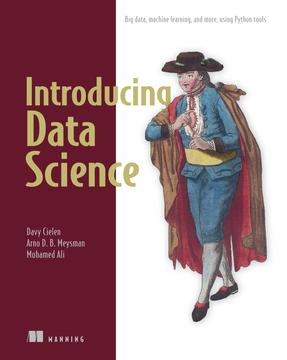 Big data, machine learning, and more, using Python tools
Introducing
Data
Science
Davy Cielen
Arno D. B. Meysman
Mohamed Ali
MANNING